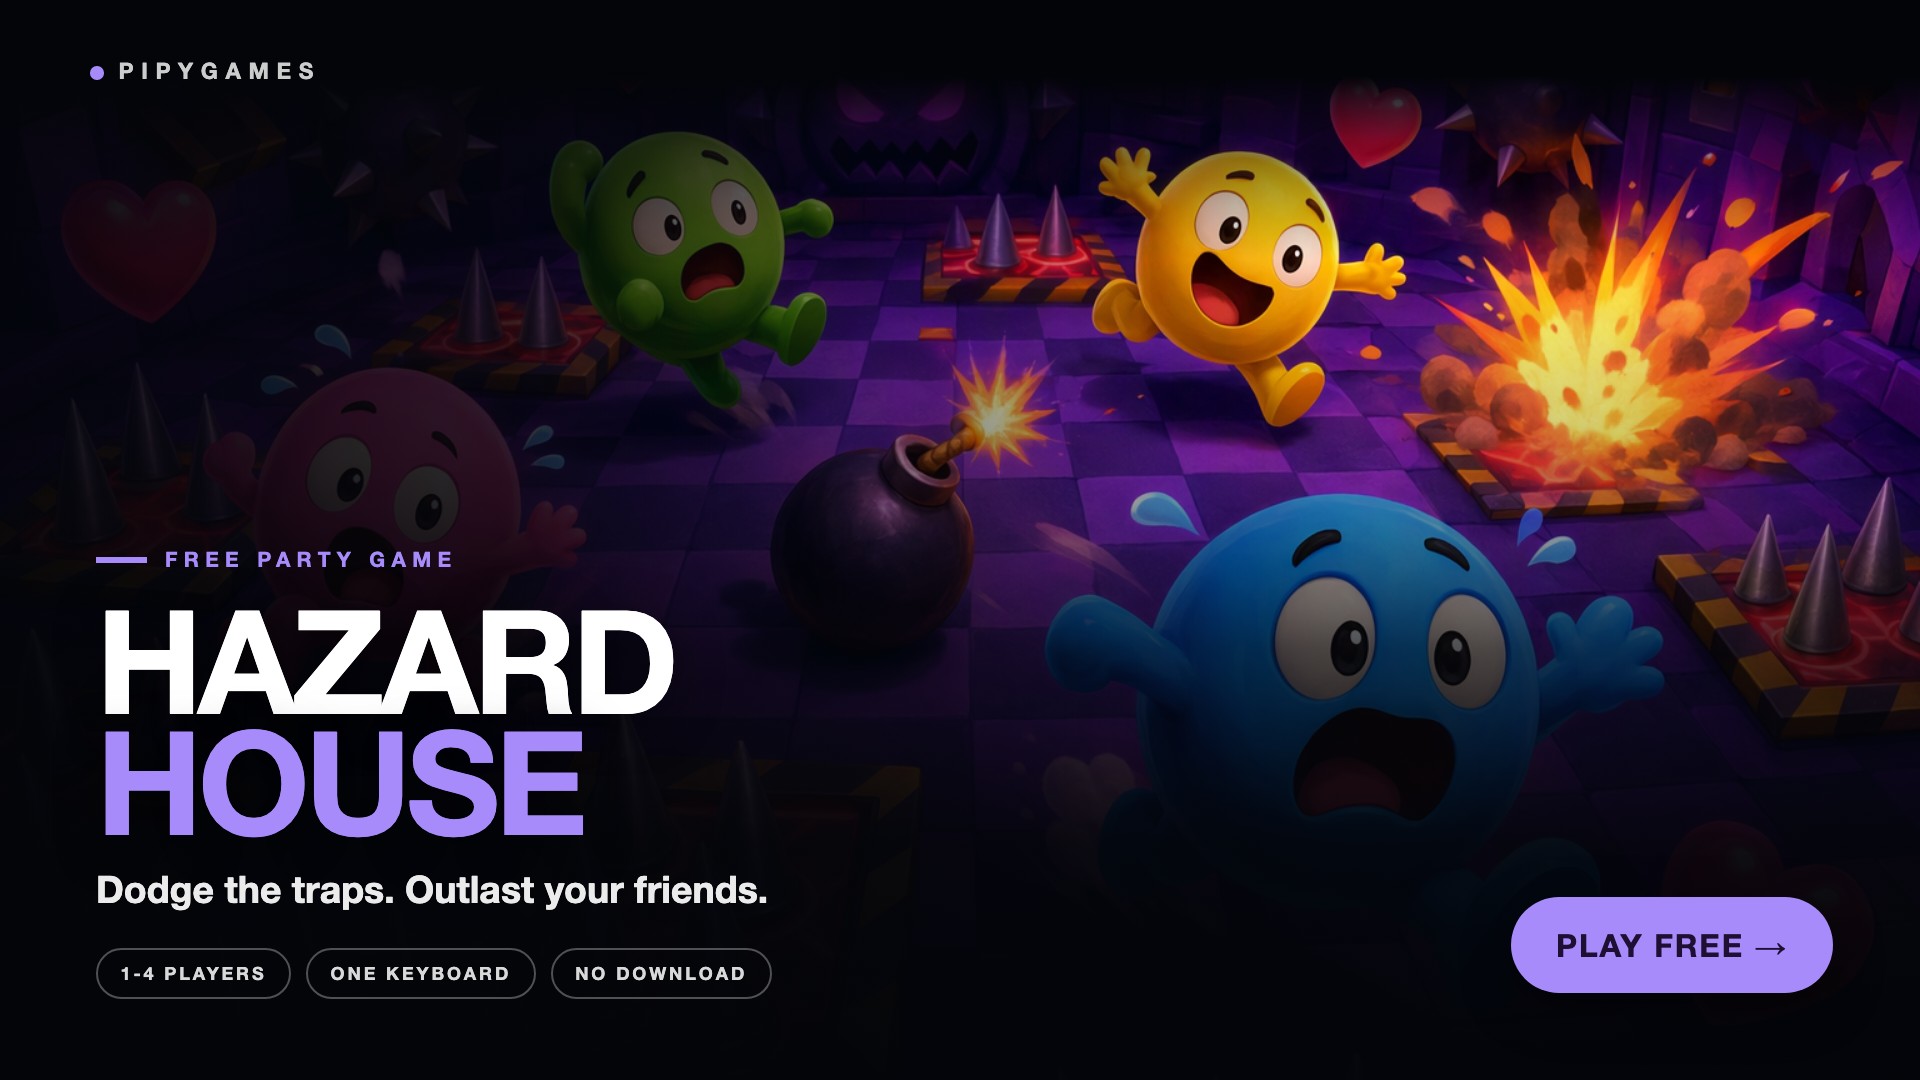 PIPYGAMES
FREE PARTY GAME
HAZARD
HOUSE
Dodge the traps. Outlast your friends.
1-4 PLAYERS
ONE KEYBOARD
NO DOWNLOAD
PLAY FREE →